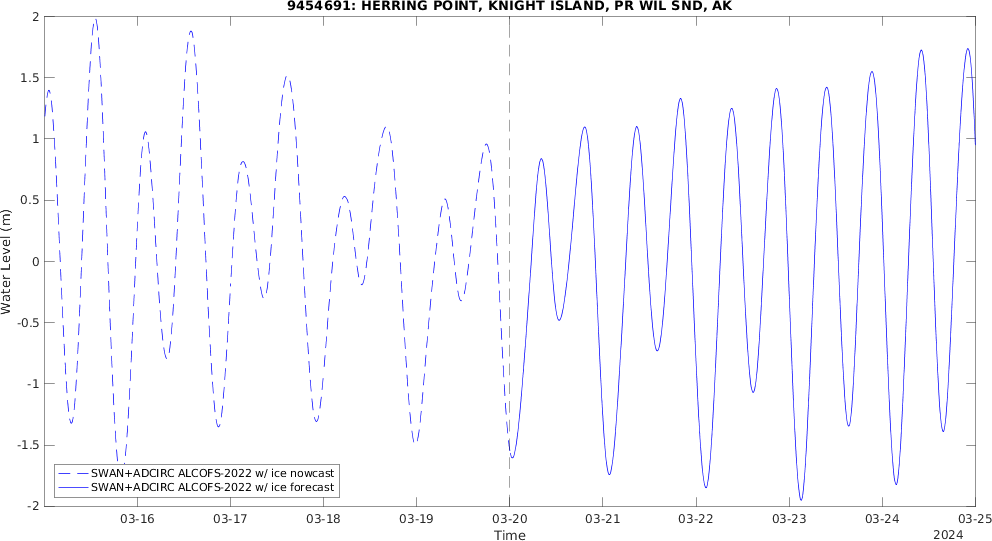 9454691: HERRING POINT, KNIGHT ISLAND, PR WIL SND, AK
Water Level (m)
2
1.5
1
0.5
0
-0.5
-1
-1.5
-2
SWAN+ADCIRC ALCOFS-2022 w/ ice nowcast
SWAN+ADCIRC ALCOFS-2022 w/ ice forecast
03-16 03-17 03-18 03-19 03-20 03-21 03-22 03-23 03-24 03-25
Time
2024